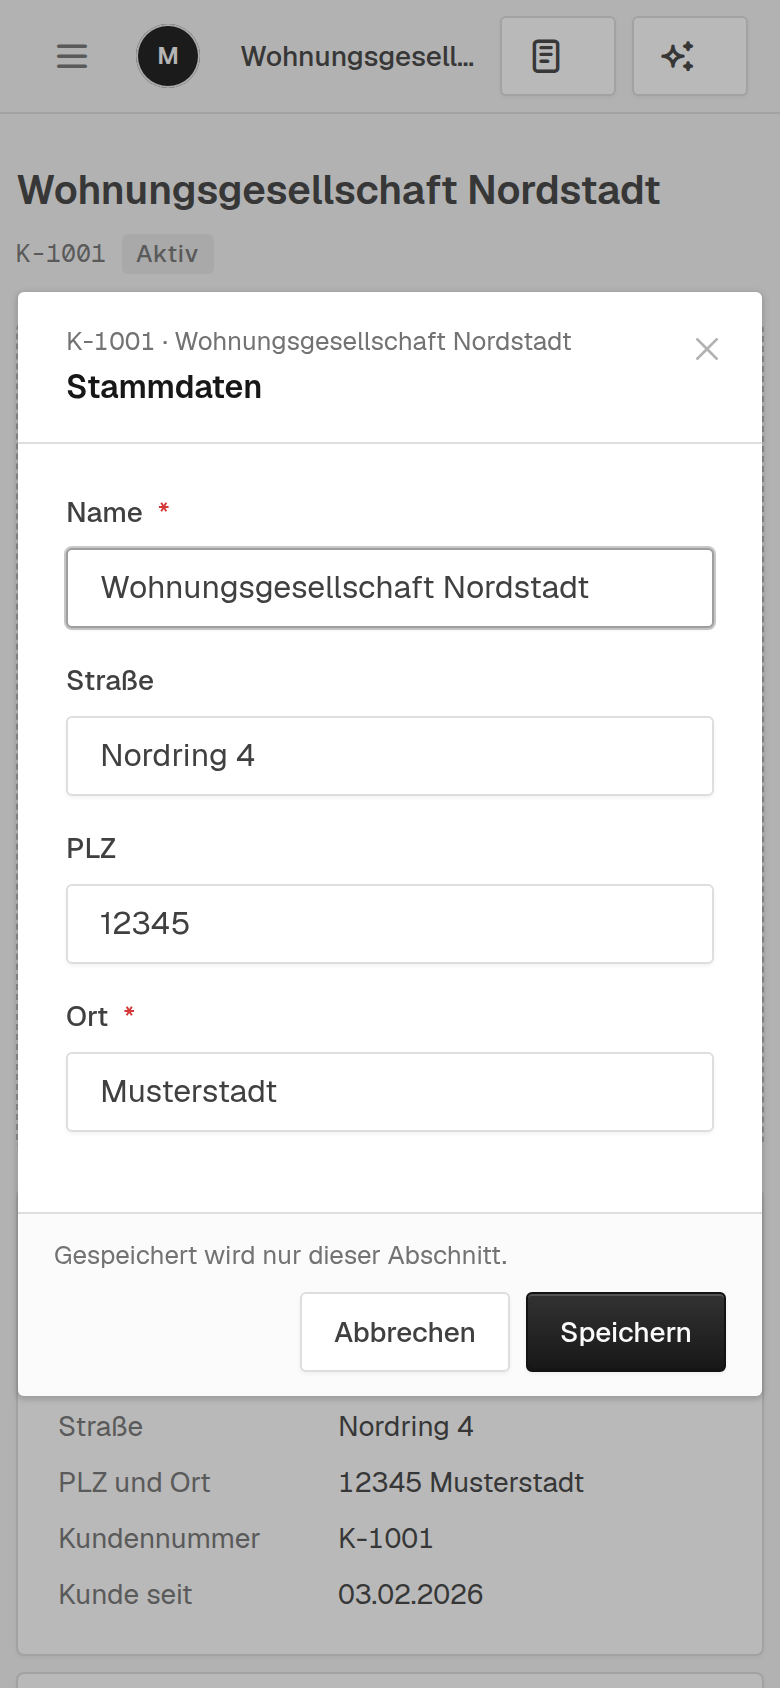 M Wohnungsgesell...
Wohnungsgesellschaft Nordstadt
K-1001 Aktiv
K-1001 · Wohnungsgesellschaft Nordstadt
Stammdaten
Name *
Wohnungsgesellschaft Nordstadt
Straße
Nordring 4
PLZ
12345
Ort *
Musterstadt
Gespeichert wird nur dieser Abschnitt.
Abbrechen Speichern
Straße Nordring 4
PLZ und Ort 12345 Musterstadt
Kundennummer K-1001
Kunde seit 03.02.2026